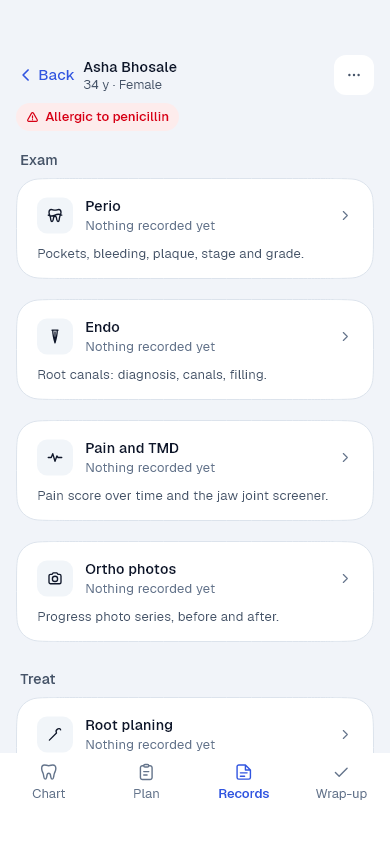 Back
Asha Bhosale
34 y · Female
Allergic to penicillin
Exam
Perio
Nothing recorded yet
Pockets, bleeding, plaque, stage and grade.
Endo
Nothing recorded yet
Root canals: diagnosis, canals, filling.
Pain and TMD
Nothing recorded yet
Pain score over time and the jaw joint screener.
Ortho photos
Nothing recorded yet
Progress photo series, before and after.
Treat
Root planing
Nothing recorded yet
Chart
Plan
Records
Wrap-up